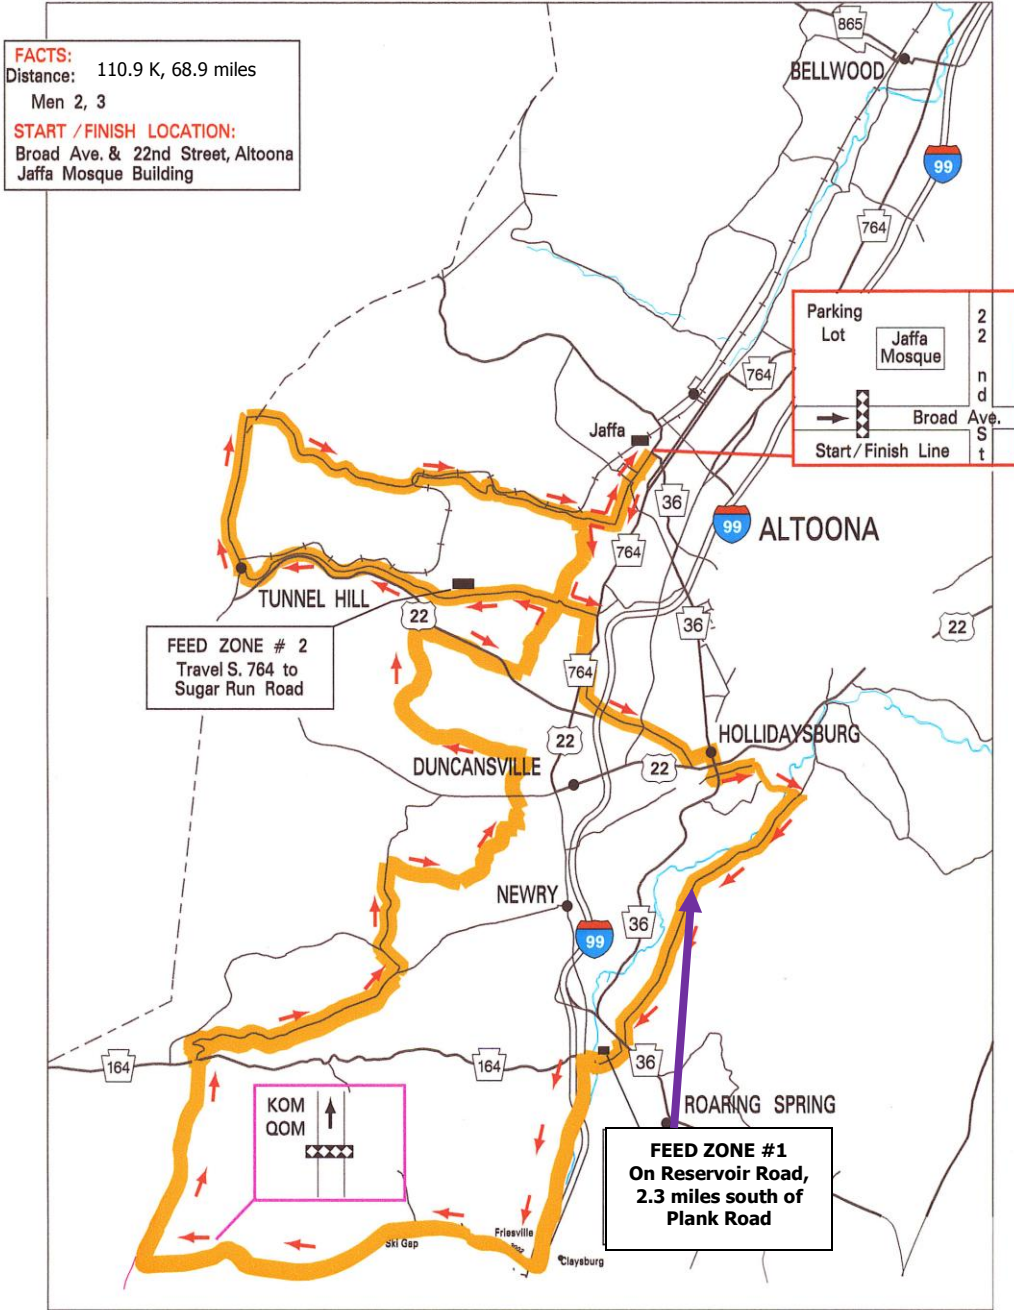 865
BELLWOOD
FACTS:
Distance: 110.9 K, 68.9 miles
Men 2, 3
START / FINISH LOCATION:
Broad Ave. & 22nd Street, Altoona
Jaffa Mosque Building
99
764
Parking
Lot
Jaffa
Mosque
22nd St
Broad Ave.
Start/Finish Line
764
Jaffa
36
99
ALTOONA
764
TUNNEL HILL
22
36
22
FEED ZONE # 2
Travel S. 764 to
Sugar Run Road
764
HOLLIDAYSBURG
22
DUNCANSVILLE
22
NEWRY
36
99
164
164
36
KOM
QOM
ROARING SPRING
FEED ZONE #1
On Reservoir Road,
2.3 miles south of
Plank Road
Friesville
Ski Gap
Claysburg